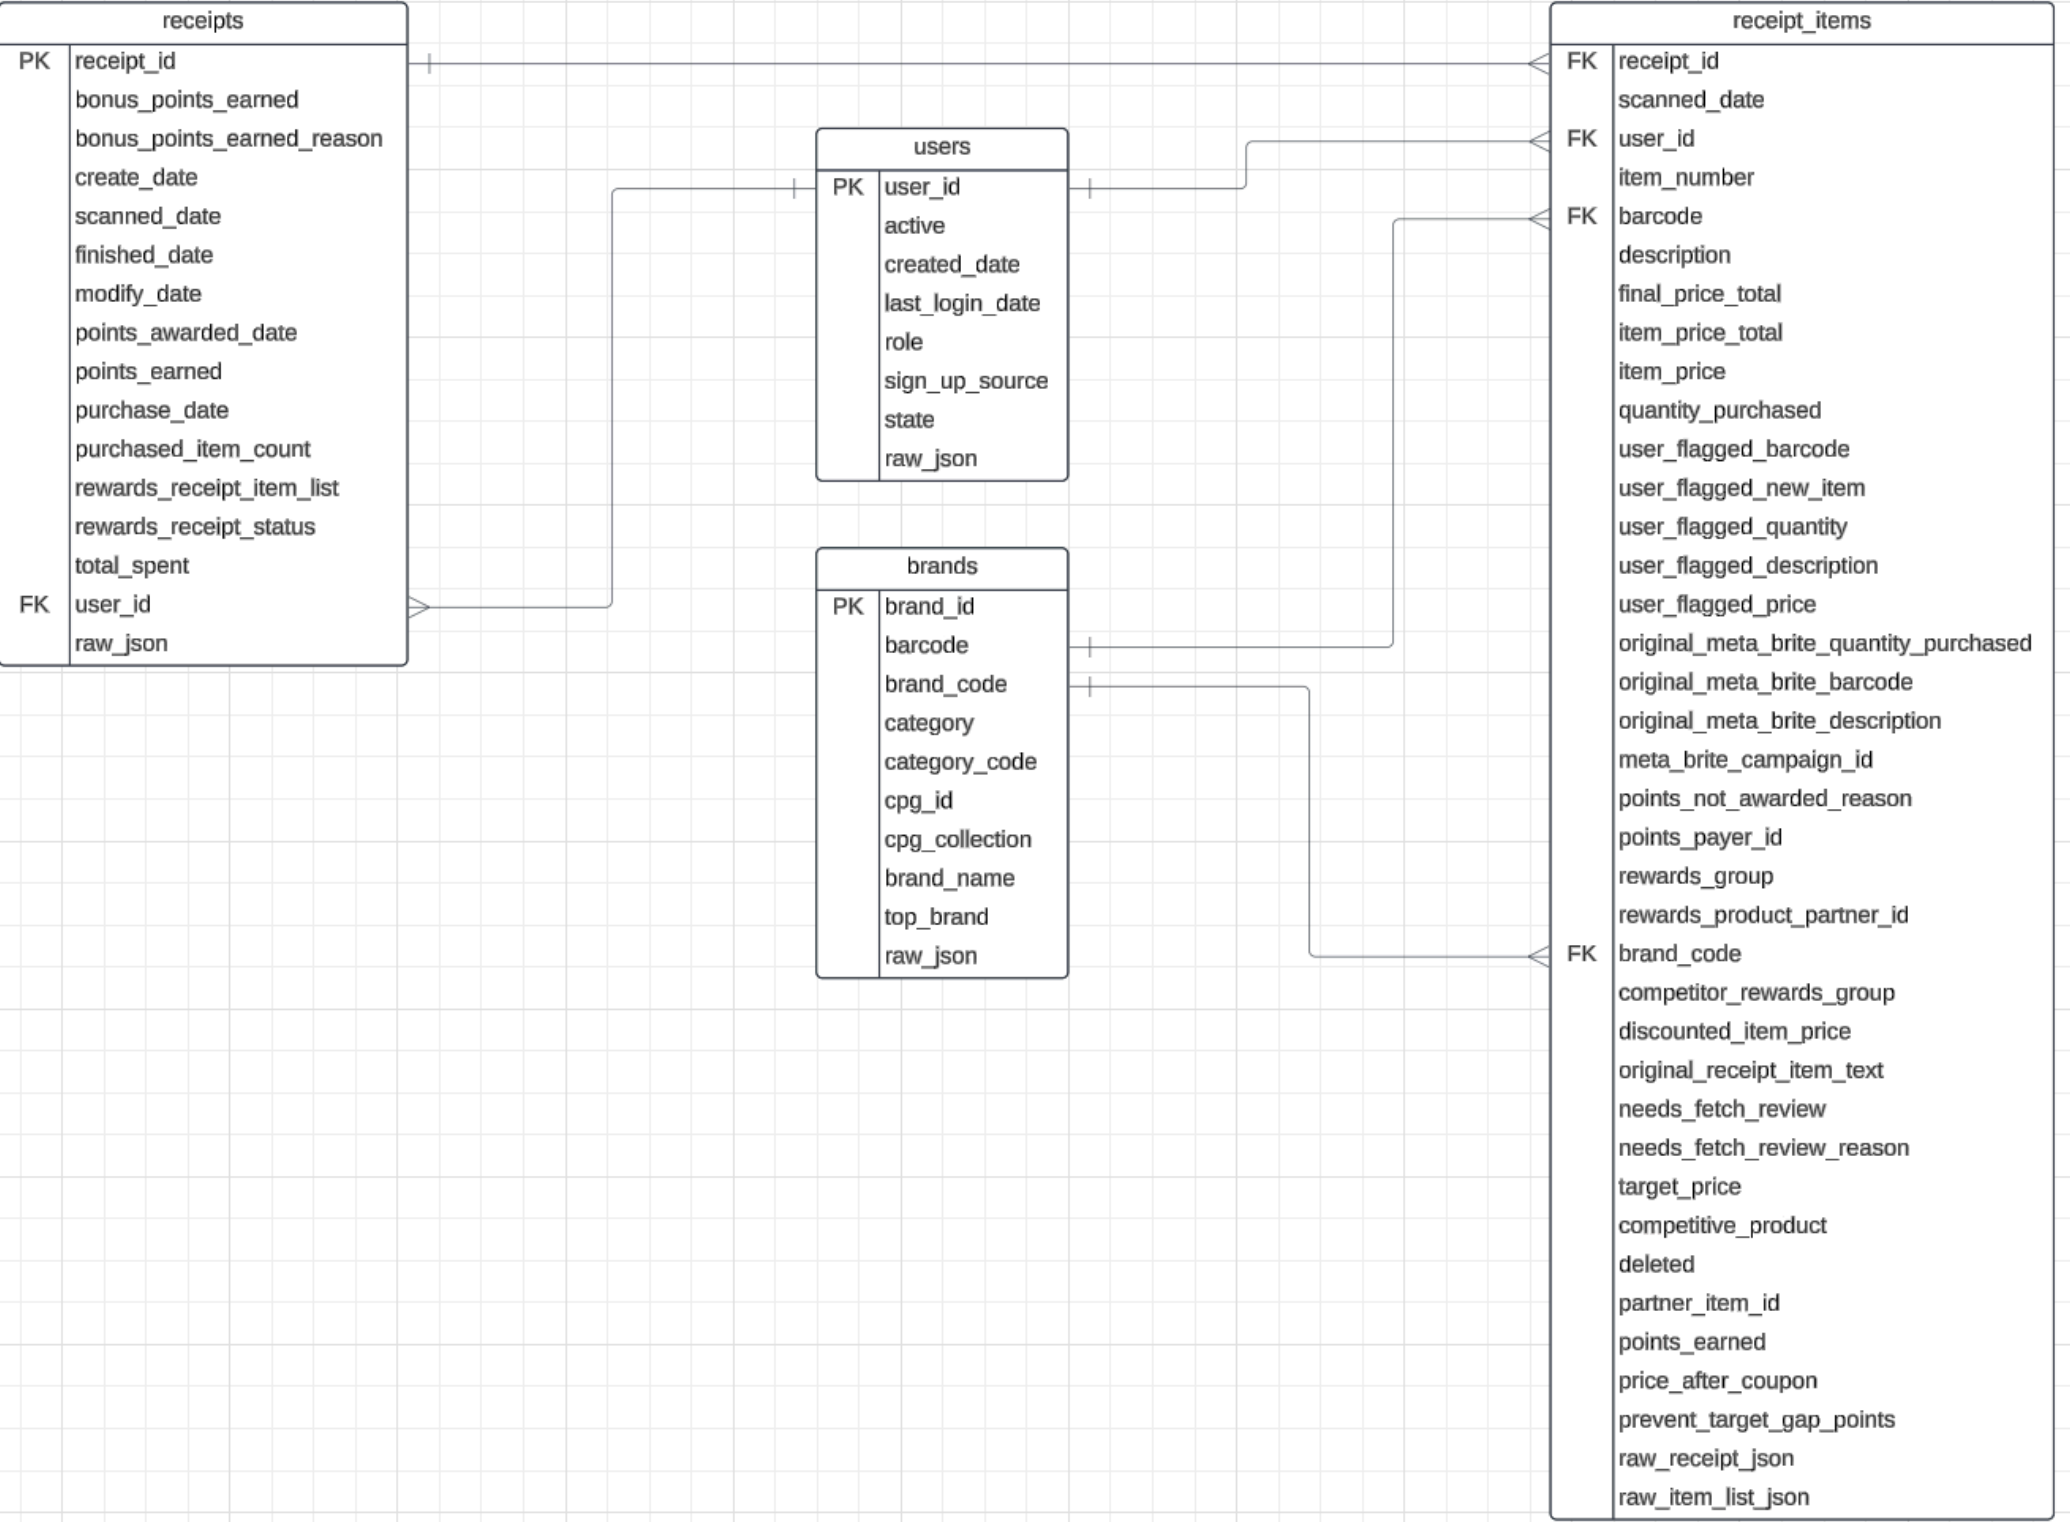 receipts
PK receipt_id
bonus_points_earned
bonus_points_earned_reason
create_date
scanned_date
finished_date
modify_date
points_awarded_date
points_earned
purchase_date
purchased_item_count
rewards_receipt_item_list
rewards_receipt_status
total_spent
FK user_id
raw_json
users
PK user_id
active
created_date
last_login_date
role
sign_up_source
state
raw_json
brands
PK brand_id
barcode
brand_code
category
category_code
cpg_id
cpg_collection
brand_name
top_brand
raw_json
receipt_items
FK receipt_id
scanned_date
FK user_id
item_number
FK barcode
description
final_price_total
item_price_total
item_price
quantity_purchased
user_flagged_barcode
user_flagged_new_item
user_flagged_quantity
user_flagged_description
user_flagged_price
original_meta_brite_quantity_purchased
original_meta_brite_barcode
original_meta_brite_description
meta_brite_campaign_id
points_not_awarded_reason
points_payer_id
rewards_group
rewards_product_partner_id
FK brand_code
competitor_rewards_group
discounted_item_price
original_receipt_item_text
needs_fetch_review
needs_fetch_review_reason
target_price
competitive_product
deleted
partner_item_id
points_earned
price_after_coupon
prevent_target_gap_points
raw_receipt_json
raw_item_list_json